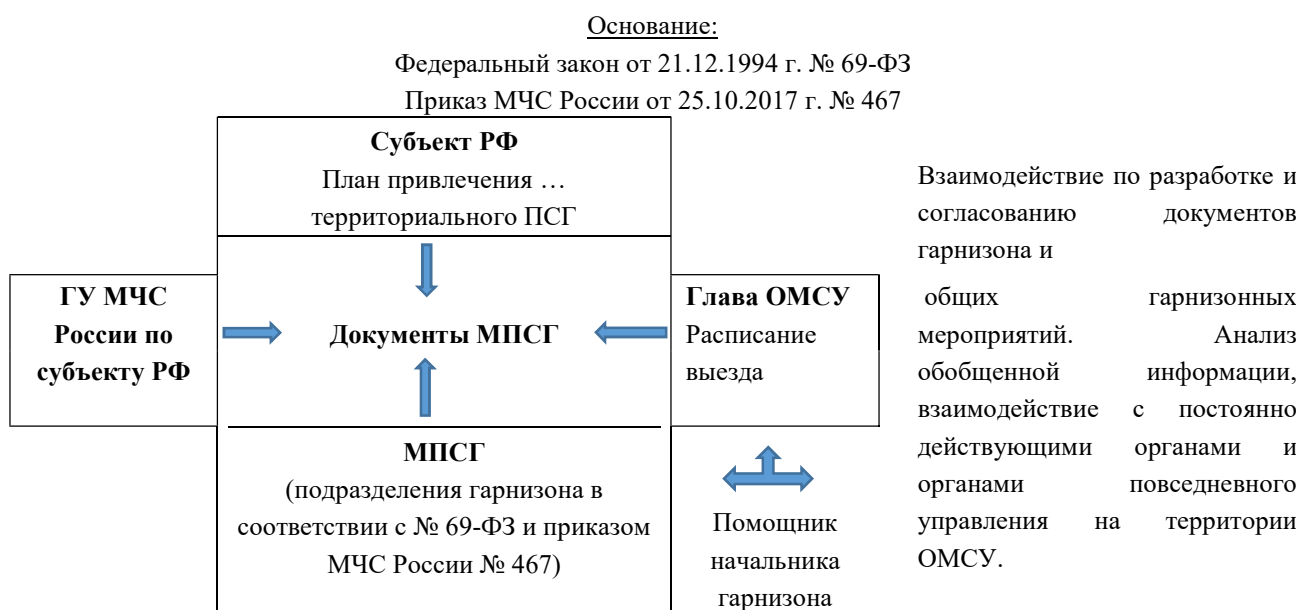 Основание:
Федеральный закон от 21.12.1994 г. № 69-ФЗ
Приказ МЧС России от 25.10.2017 г. № 467
Субъект РФ
План привлечения …
территориального ПСГ
ГУ МЧС
России по
субъекту РФ
Документы МПСГ
Глава ОМСУ
Расписание
выезда
МПСГ
(подразделения гарнизона в
соответствии с № 69-ФЗ и приказом
МЧС России № 467)
Помощник
начальника
гарнизона
Взаимодействие по разработке и
согласованию документов
гарнизона и
общих гарнизонных
мероприятий. Анализ
обобщенной информации,
взаимодействие с постоянно
действующими органами и
органами повседневного
управления на территории
ОМСУ.